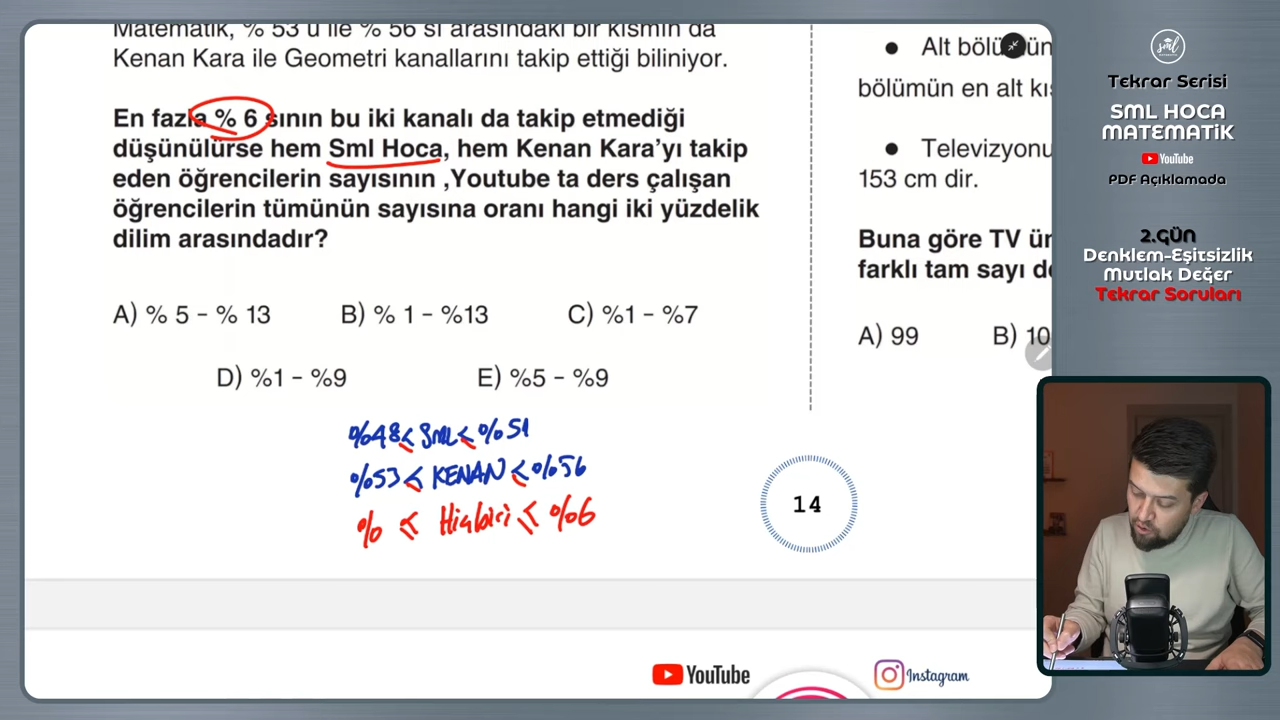 Matematik, % 53 ü ile % 56 sı arasındaki bir kısmın da
Kenan Kara ile Geometri kanallarını takip ettiği biliniyor.
En fazla % 6 sının bu iki kanalı da takip etmediği
düşünülürse hem Sml Hoca, hem Kenan Kara'yı takip
eden öğrencilerin sayısının ,Youtube ta ders çalışan
öğrencilerin tümünün sayısına oranı hangi iki yüzdelik
dilim arasındadır?
A) % 5 - % 13
B) % 1 - %13
C) %1 - %7
D) %1 - %9
E) %5 - %9
%48 ≤ SML ≤ %51
%53 ≤ KENAN ≤ %56
% ≤ Hiçbiri ≤ %6
14
YouTube
Instagram
• Alt bölü ün
bölümün en alt kıs
• Televizyonu
153 cm dir.
Buna göre TV ür
farklı tam sayı de
A) 99
B) 10
sml
Tekrar Serisi
SML HOCA
MATEMATİK
YouTube
PDF Açıklamada
2.GÜN
Denklem-Eşitsizlik
Mutlak Değer
Tekrar Soruları